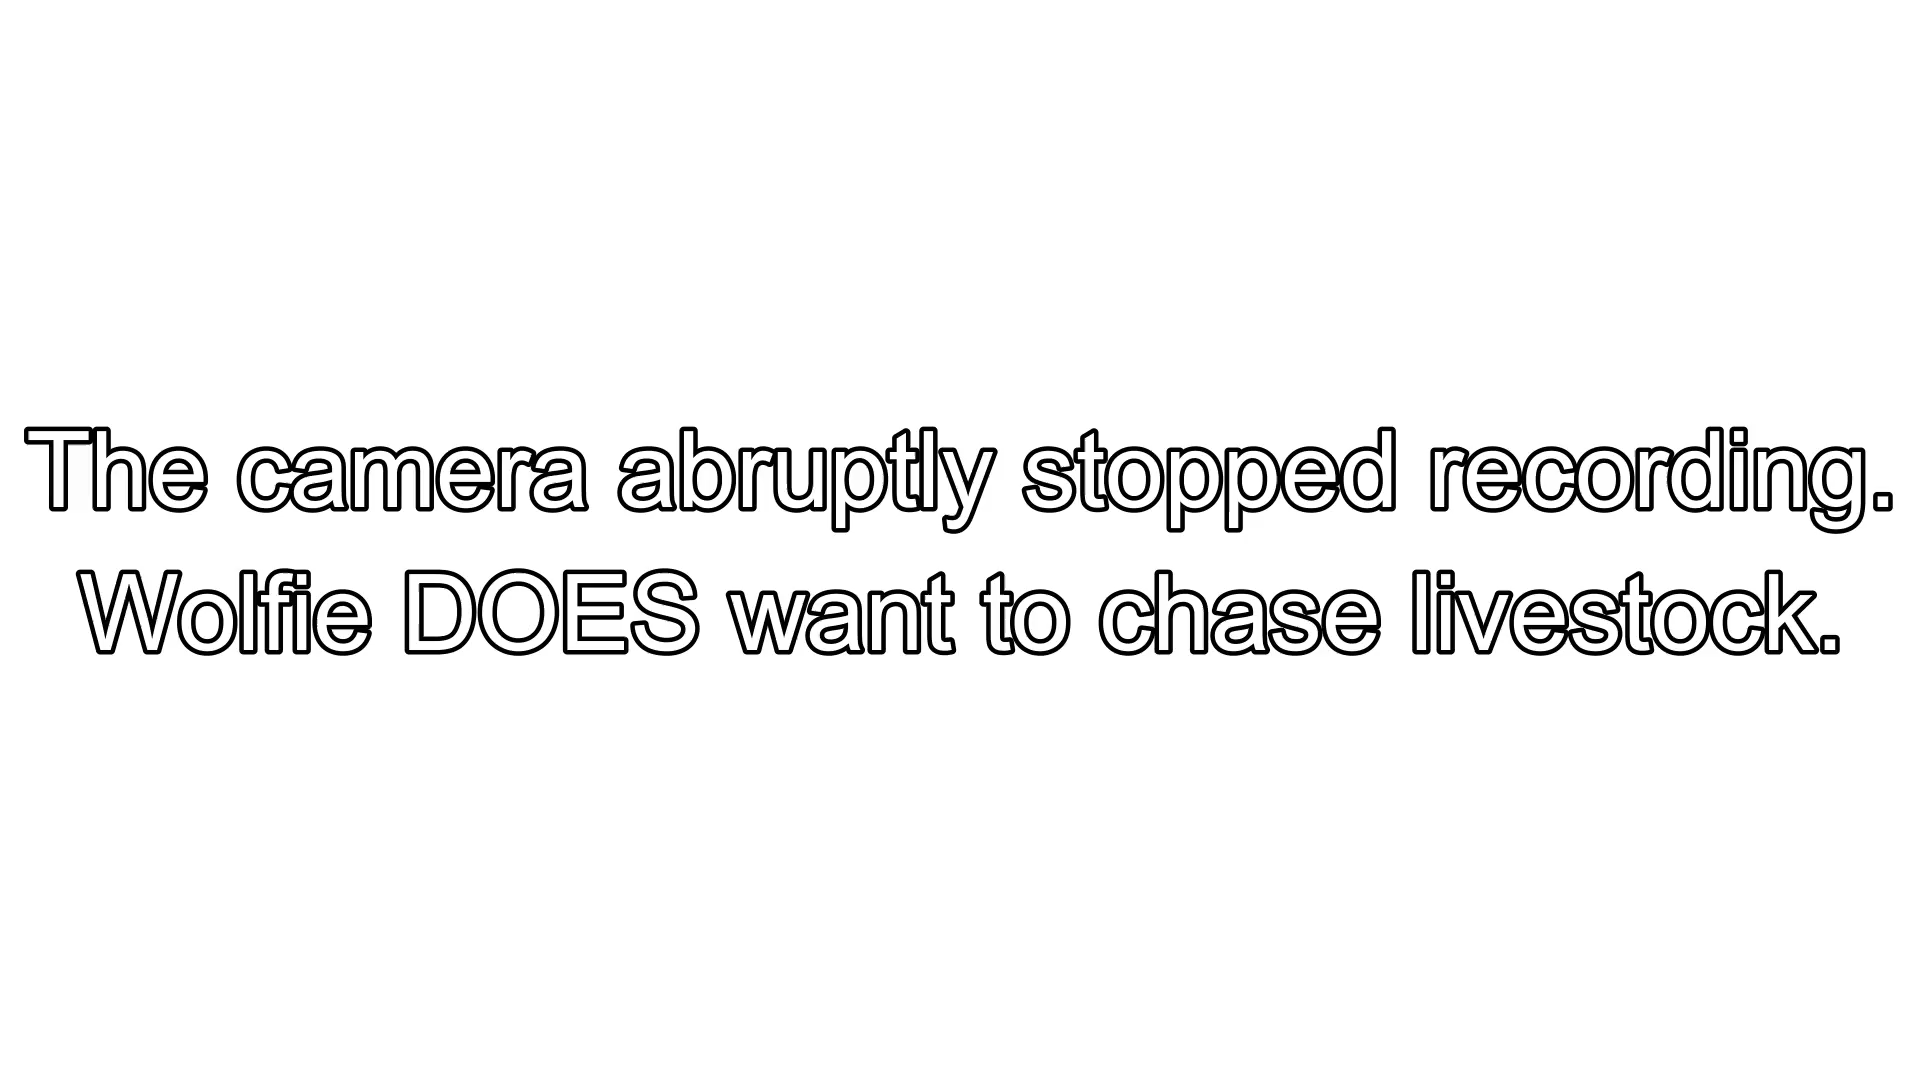 The camera abruptly stopped recording.
Wolfie DOES want to chase livestock.